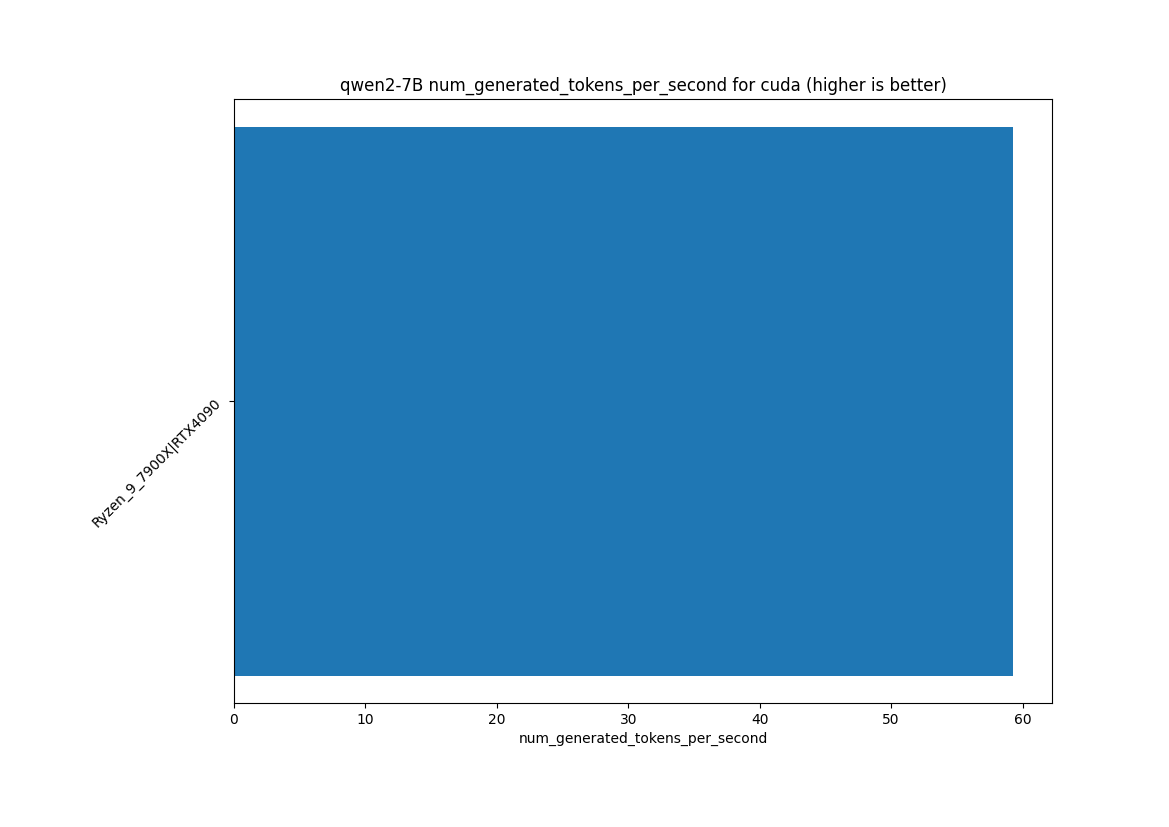 qwen2-7B num_generated_tokens_per_second for cuda (higher is better)
Ryzen_9_7900X|RTX4090
0 10 20 30 40 50 60
num_generated_tokens_per_second